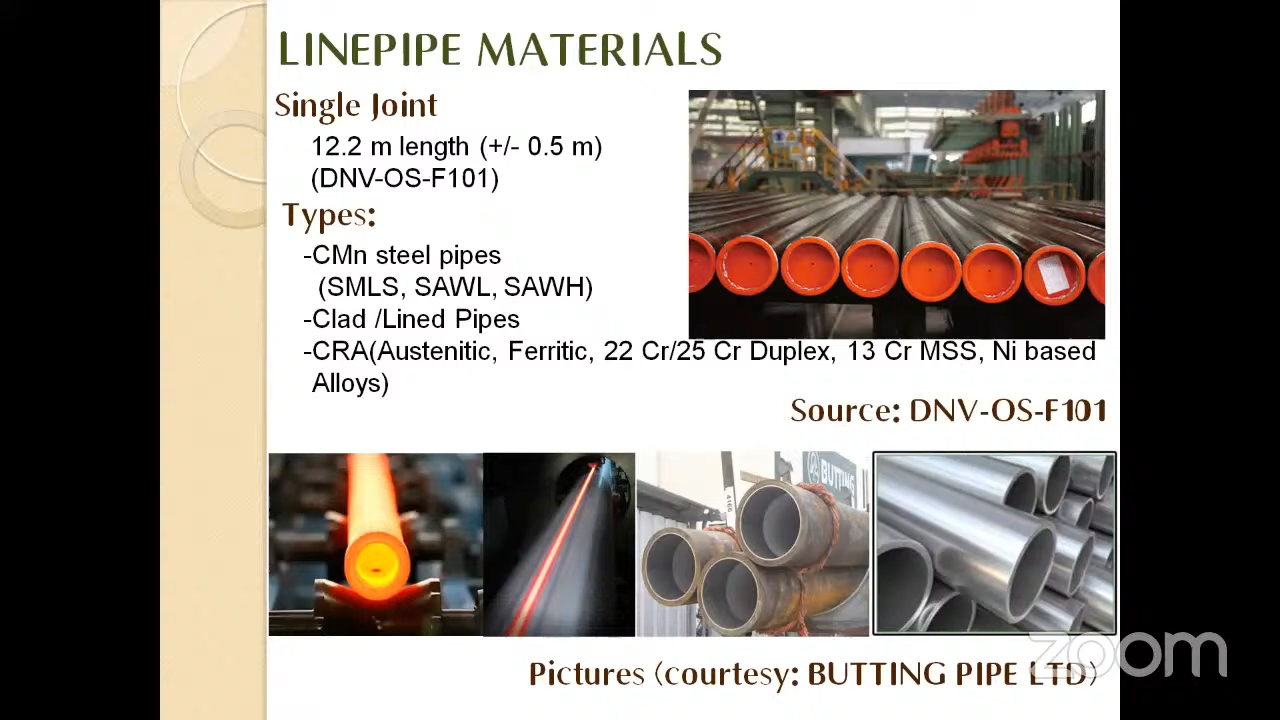 LINEPIPE MATERIALS
Single Joint
12.2 m length (+/- 0.5 m)
(DNV-OS-F101)
Types:
-CMn steel pipes
(SMLS, SAWL, SAWH)
-Clad /Lined Pipes
-CRA(Austenitic, Ferritic, 22 Cr/25 Cr Duplex, 13 Cr MSS, Ni based
Alloys)
Source: DNV-OS-F101
BUTTING
4160
Pictures (courtesy: BUTTING PIPE LTD)
zoom